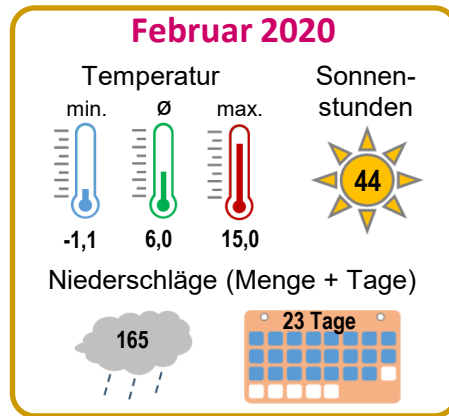 Februar 2020
Temperatur
Sonnen-
stunden
min. Ø max.
44
-1,1 6,0 15,0
Niederschläge (Menge + Tage)
165
23 Tage